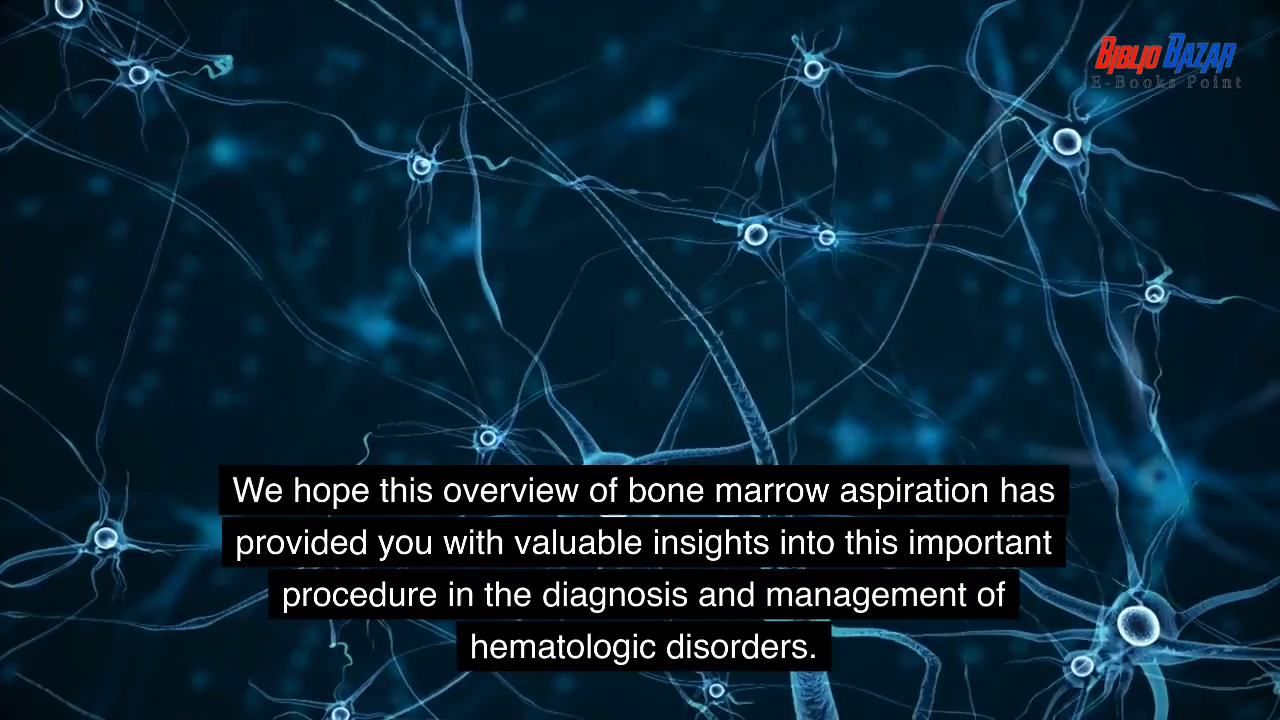 BIBLIO BAZAR
E-Books Point
We hope this overview of bone marrow aspiration has
provided you with valuable insights into this important
procedure in the diagnosis and management of
hematologic disorders.